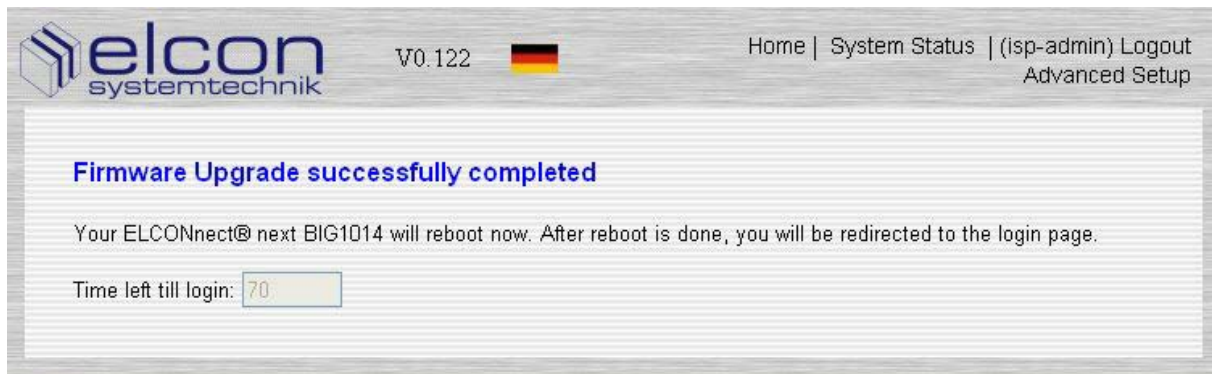 elcon
systemtechnik
V0.122
Home | System Status | (isp-admin) Logout
Advanced Setup
Firmware Upgrade successfully completed
Your ELCONnect® next BIG1014 will reboot now. After reboot is done, you will be redirected to the login page.
Time left till login: 70